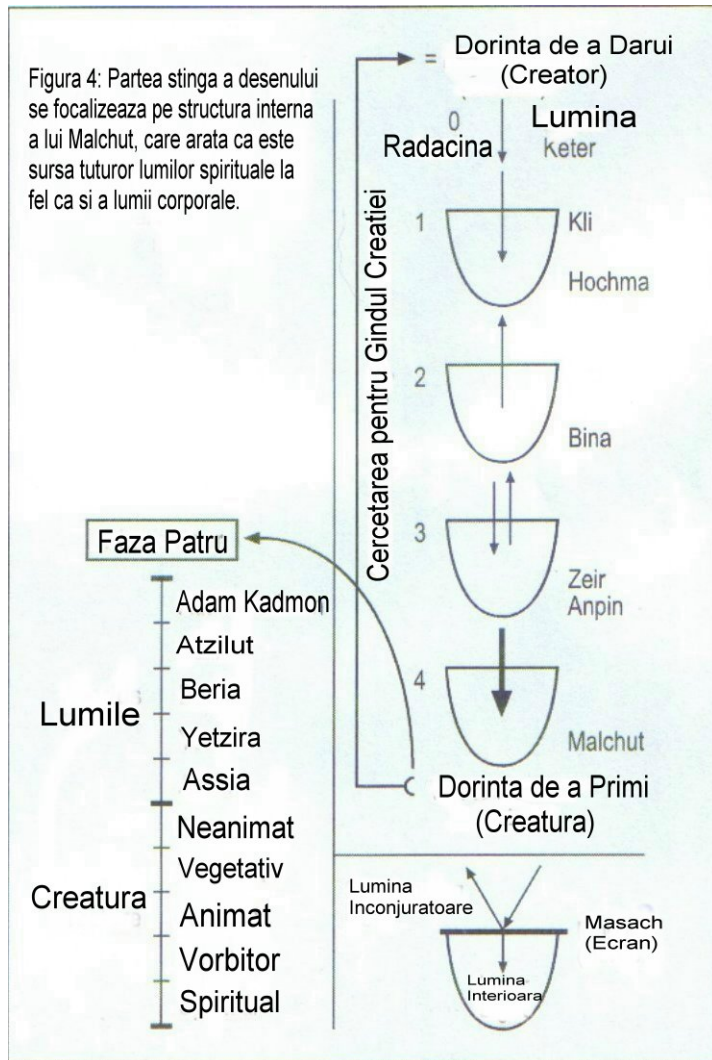 Figura 4: Partea stinga a desenului
se focalizeaza pe structura interna
a lui Malchut, care arata ca este
sursa tuturor lumilor spirituale la
fel ca si a lumii corporale.
= Dorinta de a Darui
(Creator)
0 Lumina
Radacina Keter
1 Kli
Hochma
2
Bina
3
Zeir
Anpin
4
Malchut
Dorinta de a Primi
(Creatura)
Cercetarea pentru Gindul Creatiei
Faza Patru
Lumile
Adam Kadmon
Atzilut
Beria
Yetzira
Assia
Creatura
Neanimat
Vegetativ
Animat
Vorbitor
Spiritual
Lumina
Inconjuratoare
Masach
(Ecran)
Lumina
Interioara